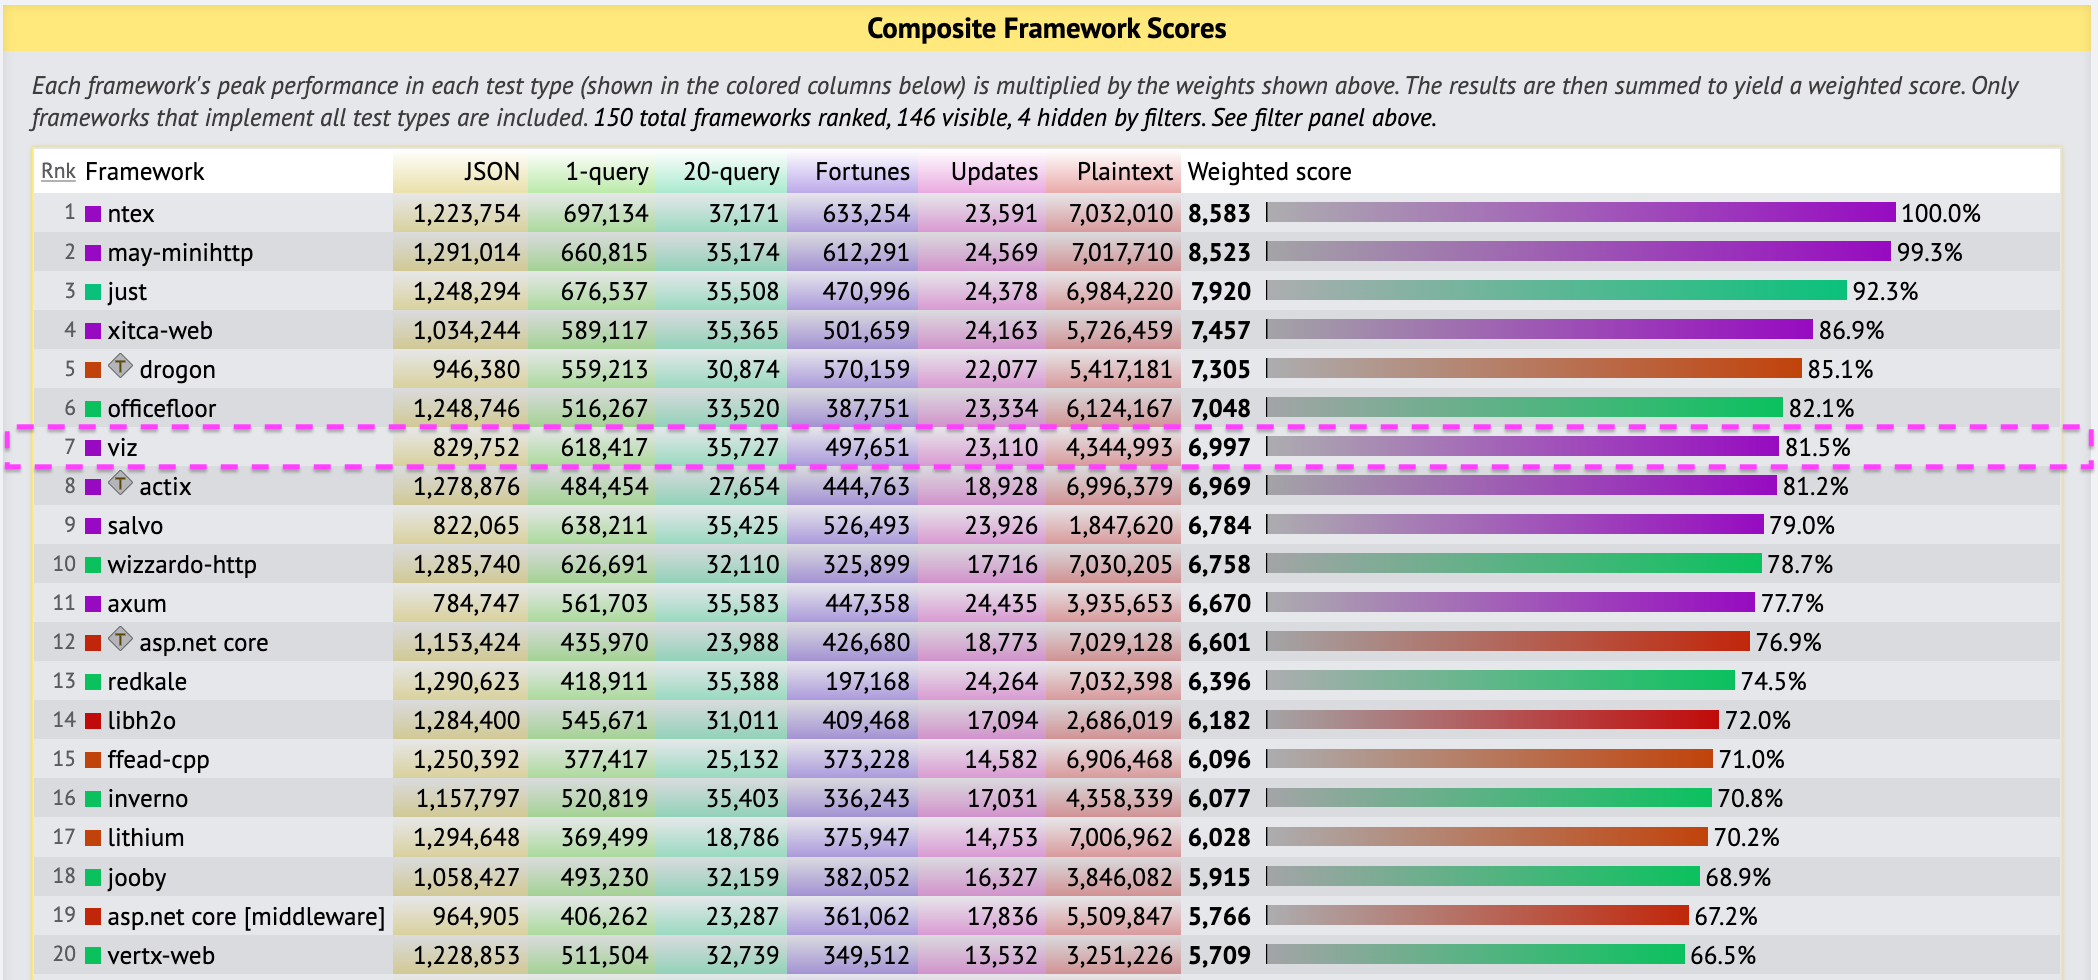 Composite Framework Scores
Each framework's peak performance in each test type (shown in the colored columns below) is multiplied by the weights shown above. The results are then summed to yield a weighted score. Only
frameworks that implement all test types are included. 150 total frameworks ranked, 146 visible, 4 hidden by filters. See filter panel above.
Rnk Framework JSON 1-query 20-query Fortunes Updates Plaintext Weighted score
1 ntex 1,223,754 697,134 37,171 633,254 23,591 7,032,010 8,583 100.0%
2 may-minihttp 1,291,014 660,815 35,174 612,291 24,569 7,017,710 8,523 99.3%
3 just 1,248,294 676,537 35,508 470,996 24,378 6,984,220 7,920 92.3%
4 xitca-web 1,034,244 589,117 35,365 501,659 24,163 5,726,459 7,457 86.9%
5 T drogon 946,380 559,213 30,874 570,159 22,077 5,417,181 7,305 85.1%
6 officefloor 1,248,746 516,267 33,520 387,751 23,334 6,124,167 7,048 82.1%
7 viz 829,752 618,417 35,727 497,651 23,110 4,344,993 6,997 81.5%
8 T actix 1,278,876 484,454 27,654 444,763 18,928 6,996,379 6,969 81.2%
9 salvo 822,065 638,211 35,425 526,493 23,926 1,847,620 6,784 79.0%
10 wizzardo-http 1,285,740 626,691 32,110 325,899 17,716 7,030,205 6,758 78.7%
11 axum 784,747 561,703 35,583 447,358 24,435 3,935,653 6,670 77.7%
12 T asp.net core 1,153,424 435,970 23,988 426,680 18,773 7,029,128 6,601 76.9%
13 redkale 1,290,623 418,911 35,388 197,168 24,264 7,032,398 6,396 74.5%
14 libh2o 1,284,400 545,671 31,011 409,468 17,094 2,686,019 6,182 72.0%
15 ffead-cpp 1,250,392 377,417 25,132 373,228 14,582 6,906,468 6,096 71.0%
16 inverno 1,157,797 520,819 35,403 336,243 17,031 4,358,339 6,077 70.8%
17 lithium 1,294,648 369,499 18,786 375,947 14,753 7,006,962 6,028 70.2%
18 jooby 1,058,427 493,230 32,159 382,052 16,327 3,846,082 5,915 68.9%
19 asp.net core [middleware] 964,905 406,262 23,287 361,062 17,836 5,509,847 5,766 67.2%
20 vertx-web 1,228,853 511,504 32,739 349,512 13,532 3,251,226 5,709 66.5%